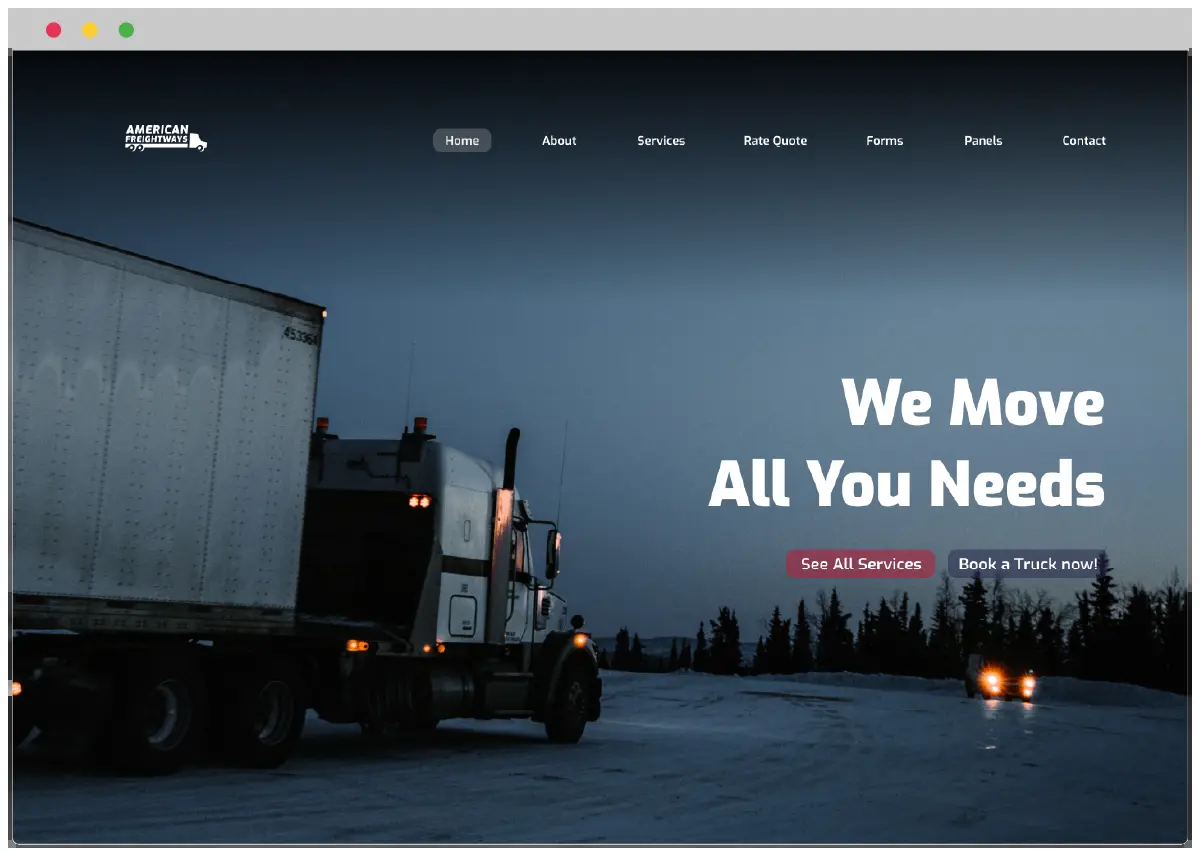 AMERICAN
FREIGHTWAYS
Home About Services Rate Quote Forms Panels Contact
453364
We Move
All You Needs
See All Services Book a Truck now!